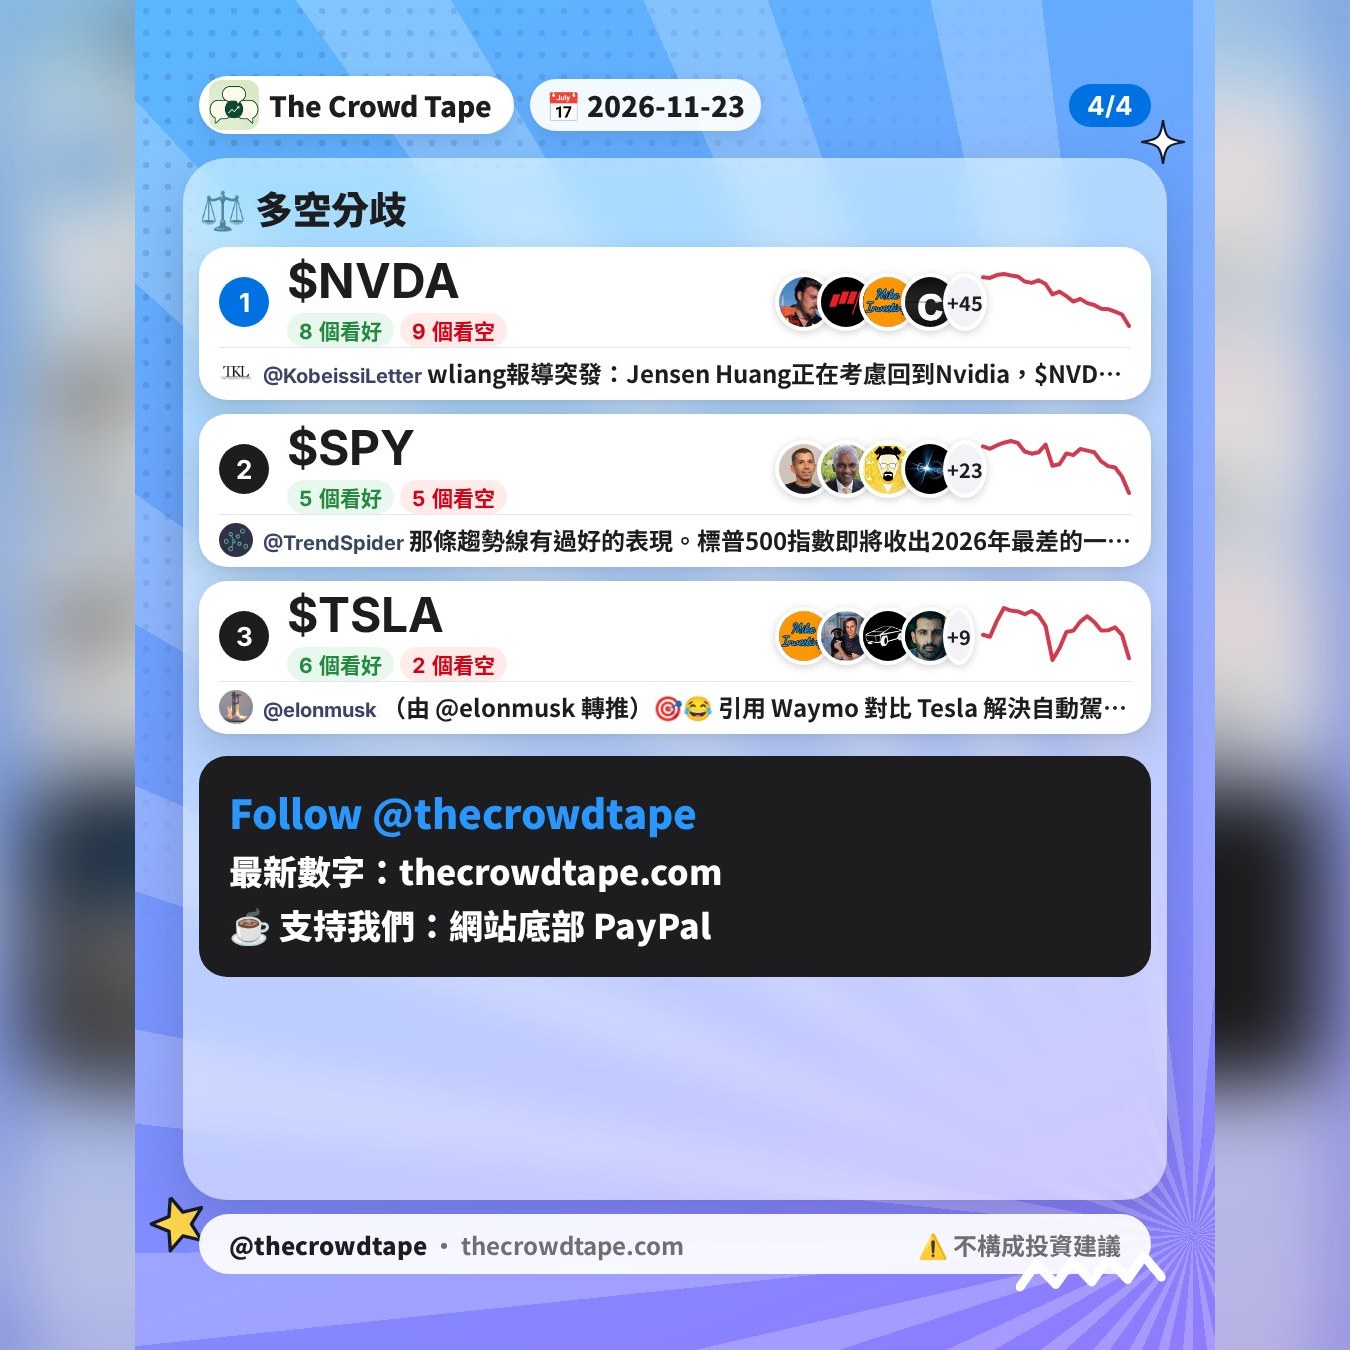 The Crowd Tape
July 17 2026-11-23
4/4
⚖️ 多空分歧
1 $NVDA
8 個看好 9 個看空
Mike Investing C +45
TKL @KobeissiLetter wliang報導突發：Jensen Huang正在考慮回到Nvidia，$NVD…
2 $SPY
5 個看好 5 個看空
+23
@TrendSpider 那條趨勢線有過好的表現。標普500指數即將收出2026年最差的一…
3 $TSLA
6 個看好 2 個看空
Mike Investing +9
@elonmusk （由 @elonmusk 轉推）🎯😂 引用 Waymo 對比 Tesla 解決自動駕…
Follow @thecrowdtape
最新數字：thecrowdtape.com
☕ 支持我們：網站底部 PayPal
@thecrowdtape • thecrowdtape.com
⚠️ 不構成投資建議